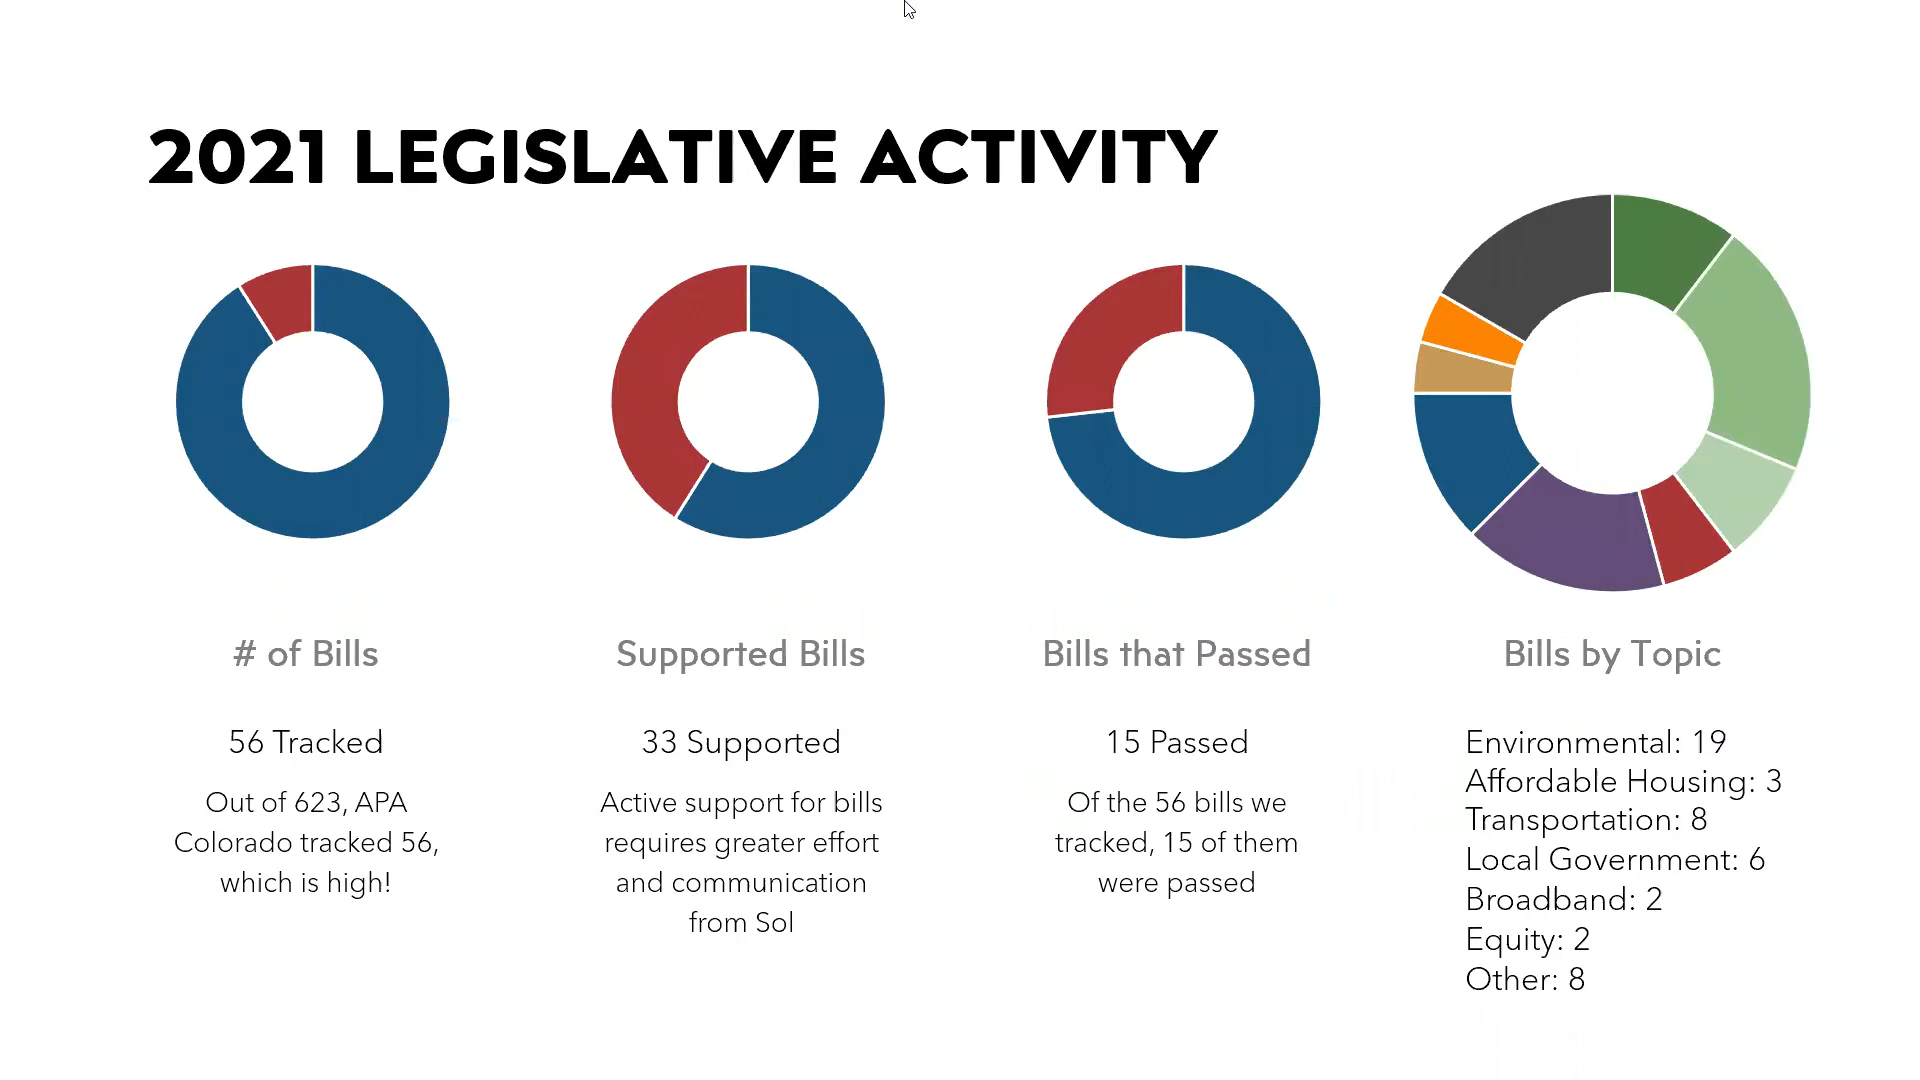 2021 LEGISLATIVE ACTIVITY
# of Bills
56 Tracked
Out of 623, APA
Colorado tracked 56,
which is high!
Supported Bills
33 Supported
Active support for bills
requires greater effort
and communication
from Sol
Bills that Passed
15 Passed
Of the 56 bills we
tracked, 15 of them
were passed
Bills by Topic
Environmental: 19
Affordable Housing: 3
Transportation: 8
Local Government: 6
Broadband: 2
Equity: 2
Other: 8